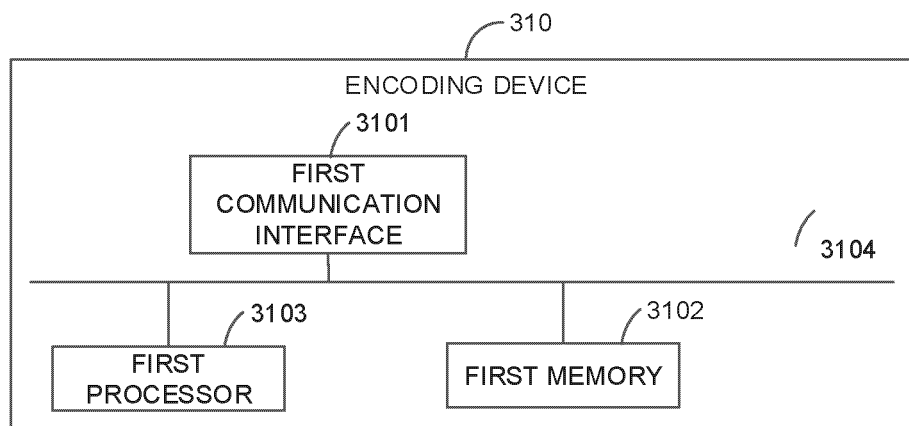 310
ENCODING DEVICE
3101
FIRST
COMMUNICATION
INTERFACE
3104
3103
3102
FIRST
PROCESSOR
FIRST MEMORY